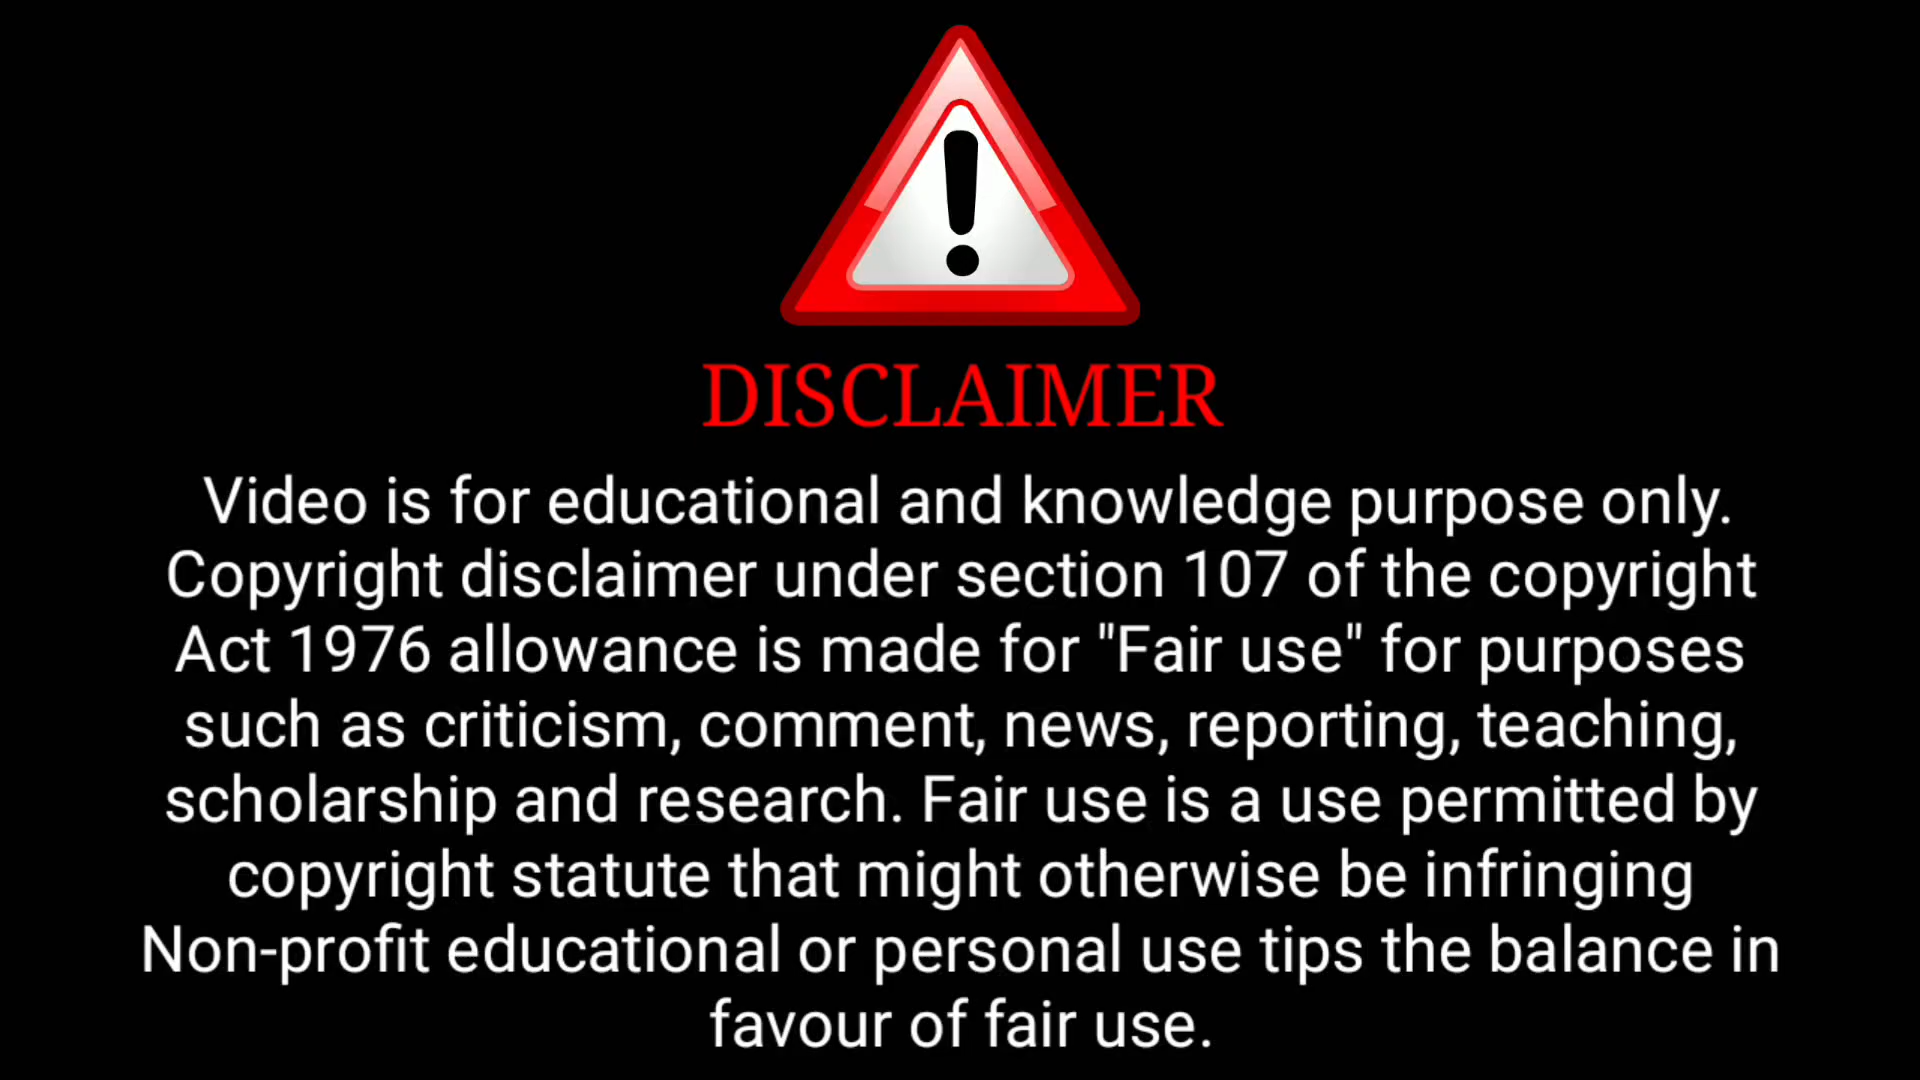 DISCLAIMER
Video is for educational and knowledge purpose only.
Copyright disclaimer under section 107 of the copyright
Act 1976 allowance is made for "Fair use" for purposes
such as criticism, comment, news, reporting, teaching,
scholarship and research. Fair use is a use permitted by
copyright statute that might otherwise be infringing
Non-profit educational or personal use tips the balance in
favour of fair use.